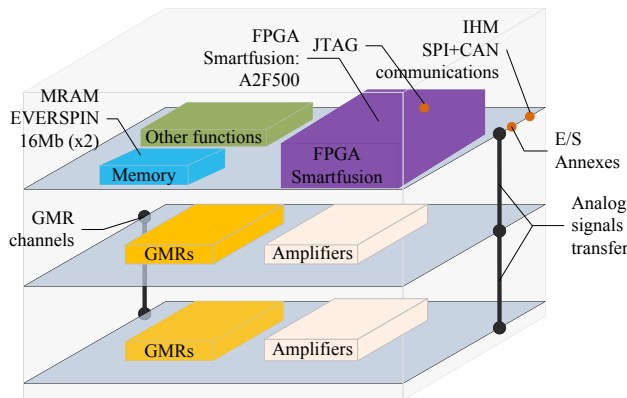 FPGA
Smartfusion:
A2F500
JTAG
IHM
SPI+CAN
communications
MRAM
EVERSPIN
16Mb (x2)
Other functions
Memory
FPGA
Smartfusion
E/S
Annexes
GMR
channels
GMRs
Amplifiers
Analog
signals
transfer
GMRs
Amplifiers